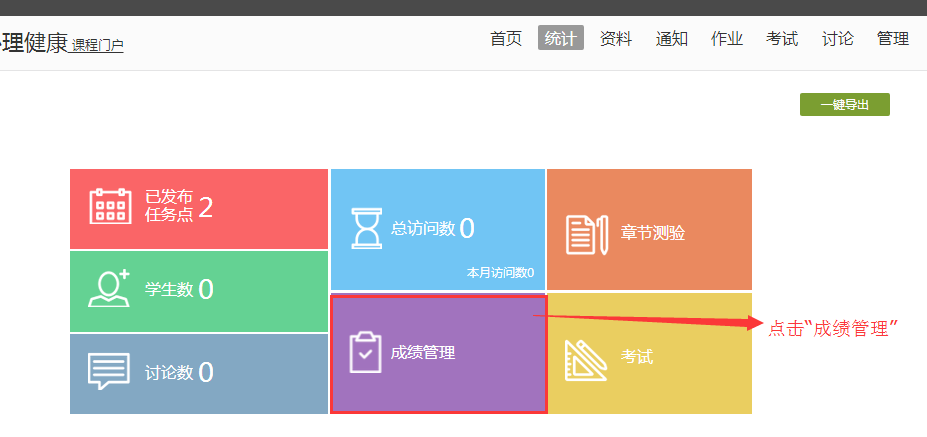 理健康 课程门户
首页 统计 资料 通知 作业 考试 讨论 管理
一键导出
已发布
任务点 2
总访问数 0
本月访问数0
章节测验
学生数 0
讨论数 0
成绩管理
考试
点击“成绩管理”